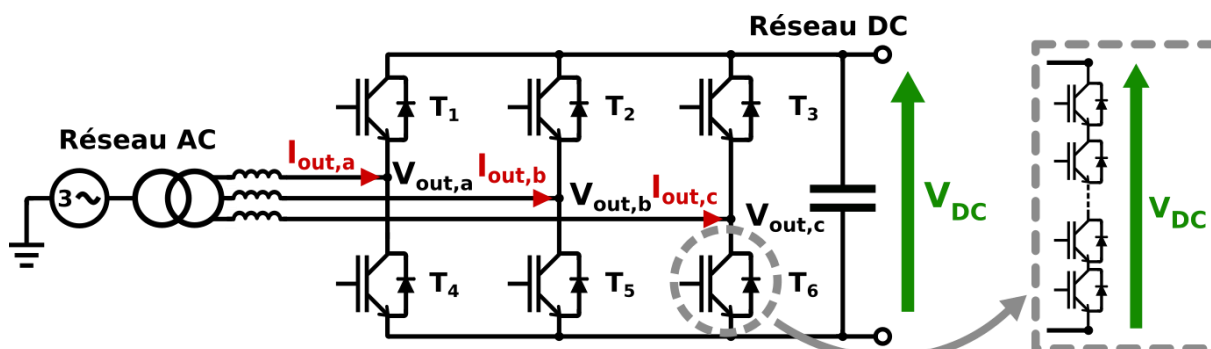 Réseau DC
Réseau AC
T1
T2
T3
Iout,a
Iout,b
Iout,c
Vout,a
Vout,b
Vout,c
3~
VDC
VDC
T4
T5
T6